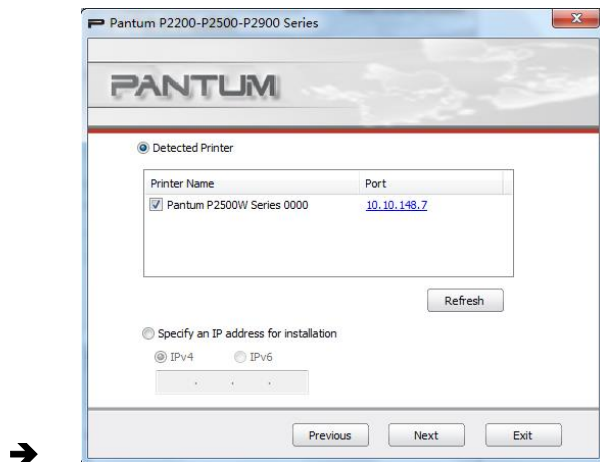 Pantum P2200-P2500-P2900 Series
PANTUM
Detected Printer
Printer Name Port
Pantum P2500W Series 0000 10.10.148.7
Refresh
Specify an IP address for installation
IPv4 IPv6
. . .
Previous Next Exit